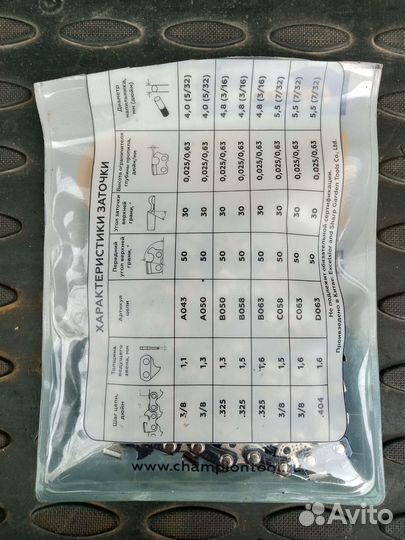 ХАРАКТЕРИСТИКИ ЗАТОЧКИ
Шаг цепи, дюйм
Толщина ведущего звена, мм
Артикул цепи
Передний угол верхней грани, °
Угол заточки верхней грани, °
Высота ограничителя глубины пропила, дюйм/мм
Диаметр напильника, мм (дюйм)
3/8 1,1 A043 50 30 0,025/0,63 4,0 (5/32)
3/8 1,3 A050 50 30 0,025/0,63 4,0 (5/32)
.325 1,3 B050 50 30 0,025/0,63 4,8 (3/16)
.325 1,5 B058 50 30 0,025/0,63 4,8 (3/16)
.325 1,6 B063 50 30 0,025/0,63 4,8 (3/16)
3/8 1,5 C058 50 30 0,025/0,63 5,5 (7/32)
3/8 1,6 C063 50 30 0,025/0,63 5,5 (7/32)
.404 1.6 D063 50 30 0,025/0,63 5,5 (7/32)
Не подлежит обязательной сертификации.
Произведено в Китае: Excelsior and Sharp Garden Tools Co., Ltd.
www.championtool.ru
Avito